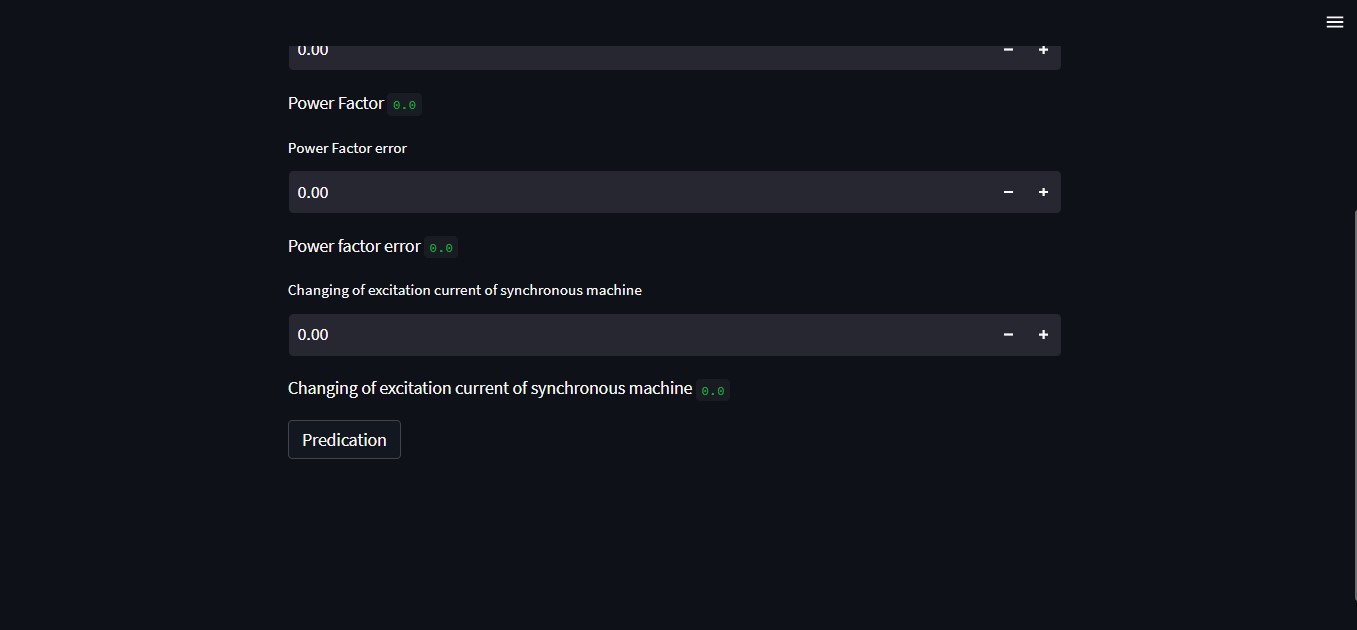 0.00
Power Factor 0.0
Power Factor error
0.00
Power factor error 0.0
Changing of excitation current of synchronous machine
0.00
Changing of excitation current of synchronous machine 0.0
Predication